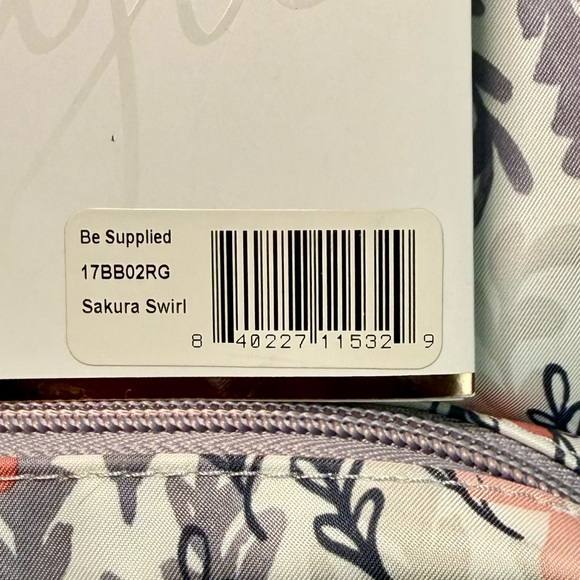 Be Supplied
17BB02RG
Sakura Swirl
8 40227 11532 9